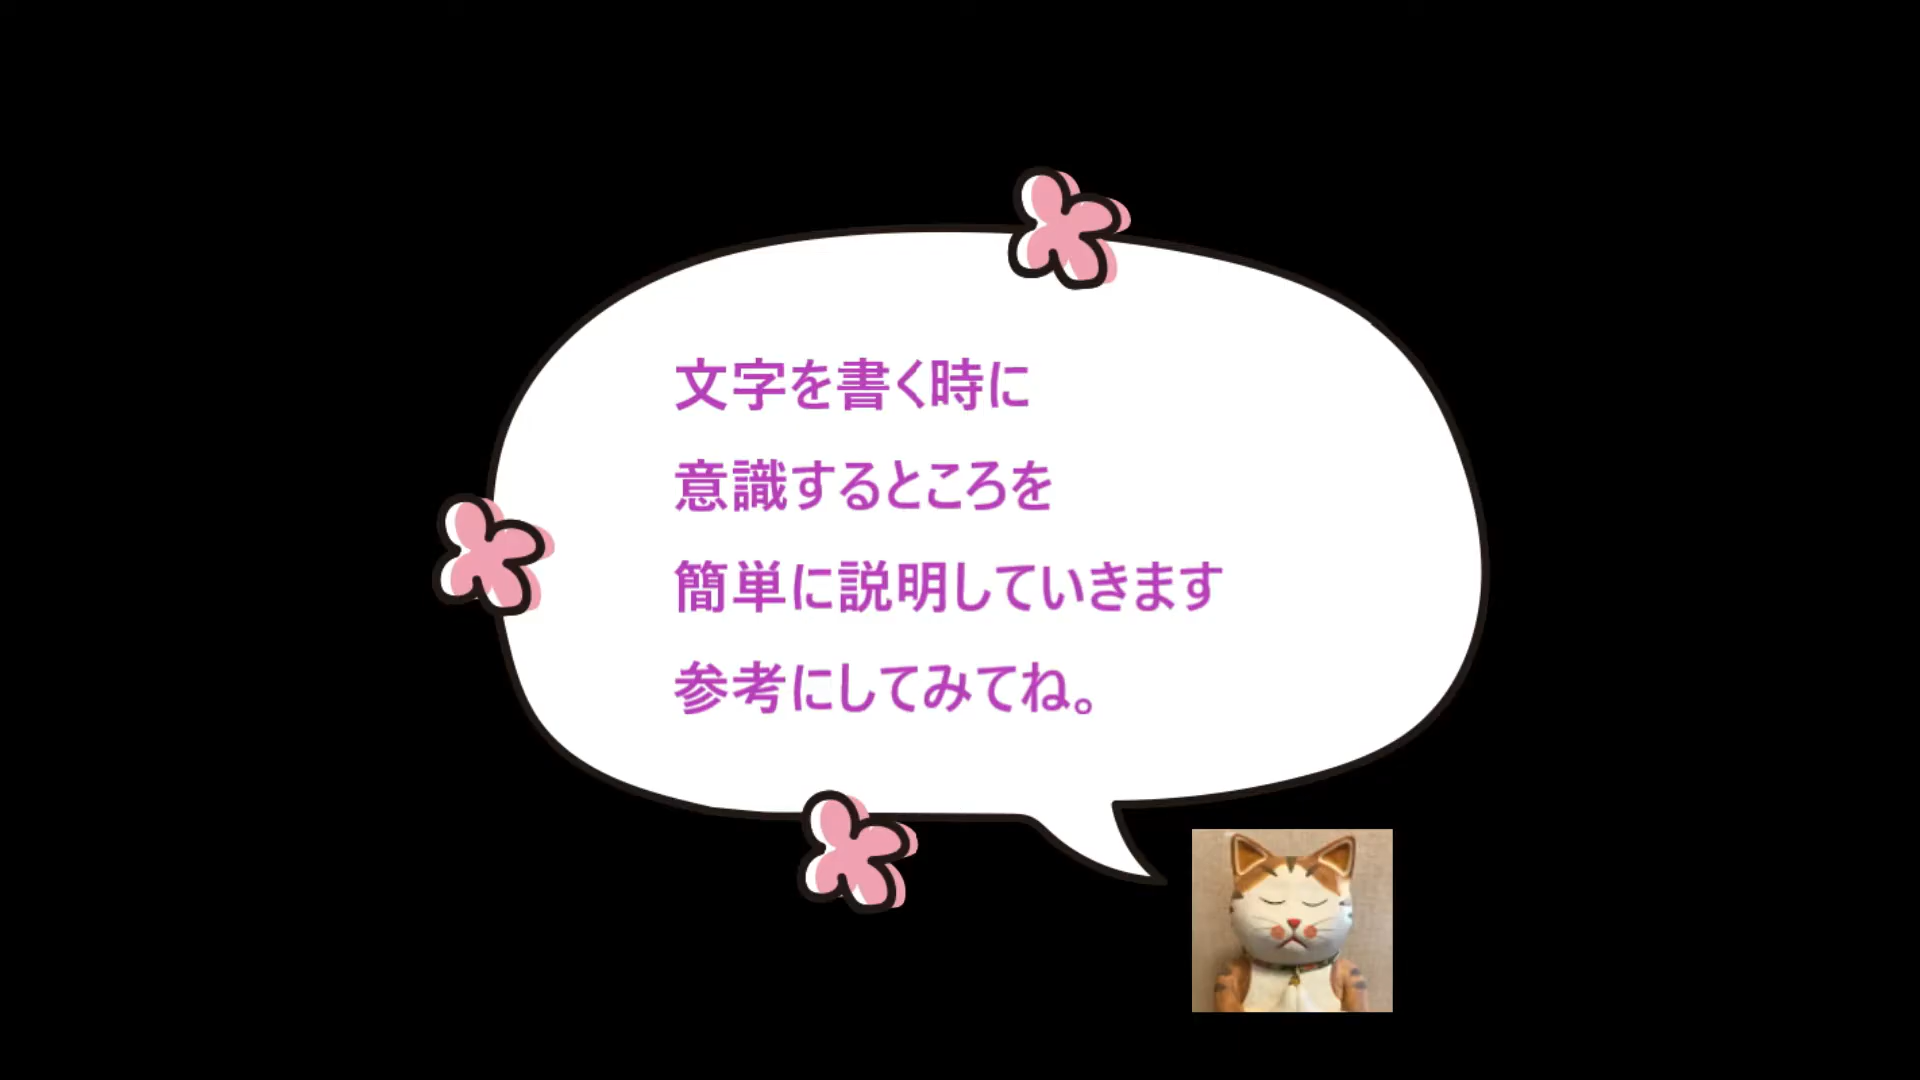 文字を書く時に
意識するところを
簡単に説明していきます
参考にしてみてね。